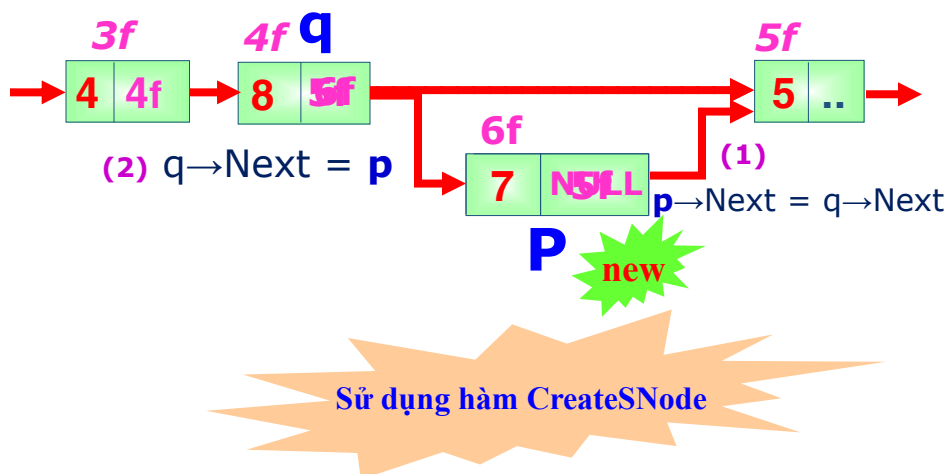 3f
4f q
5f
4 4f
8
5 ..
6f
(1)
(2) q→Next = p
7
p→Next = q→Next
P
new
Sử dụng hàm CreateSNode